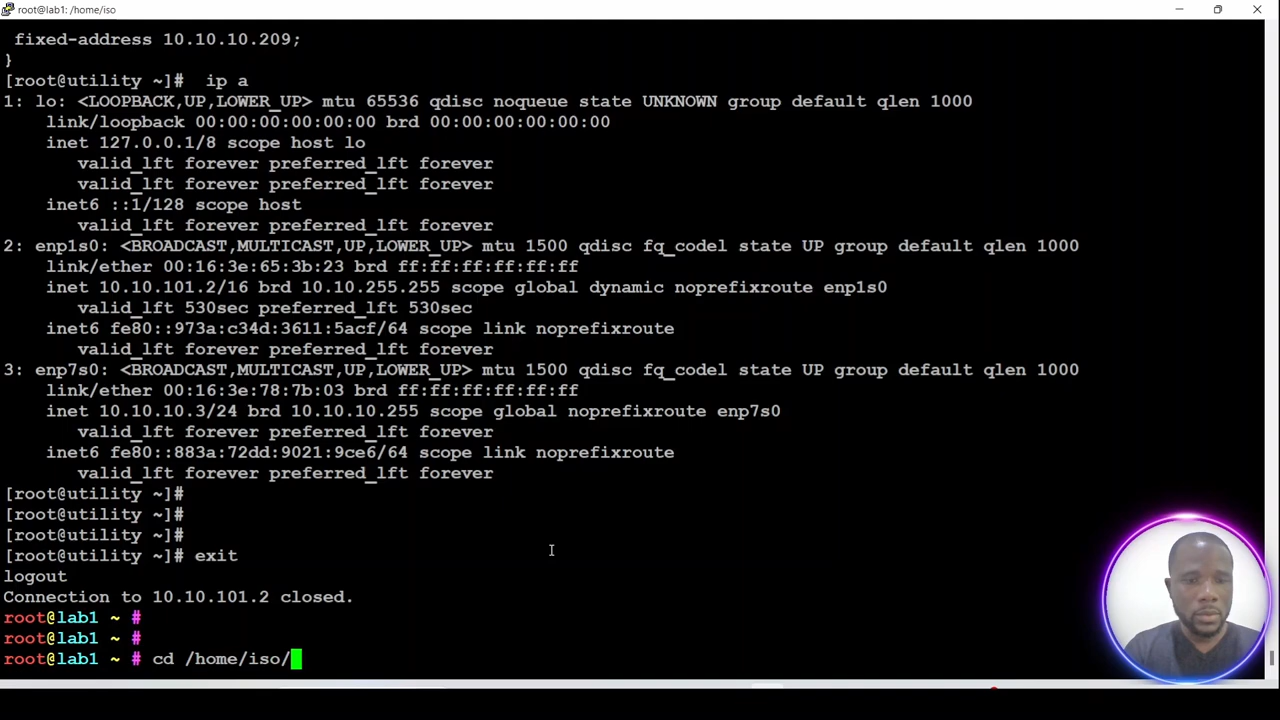 root@lab1: /home/iso
 fixed-address 10.10.10.209;
}
[root@utility ~]#  ip a
1: lo: <LOOPBACK,UP,LOWER_UP> mtu 65536 qdisc noqueue state UNKNOWN group default qlen 1000
    link/loopback 00:00:00:00:00:00 brd 00:00:00:00:00:00
    inet 127.0.0.1/8 scope host lo
       valid_lft forever preferred_lft forever
       valid_lft forever preferred_lft forever
    inet6 ::1/128 scope host
       valid_lft forever preferred_lft forever
2: enp1s0: <BROADCAST,MULTICAST,UP,LOWER_UP> mtu 1500 qdisc fq_codel state UP group default qlen 1000
    link/ether 00:16:3e:65:3b:23 brd ff:ff:ff:ff:ff:ff
    inet 10.10.101.2/16 brd 10.10.255.255 scope global dynamic noprefixroute enp1s0
       valid_lft 530sec preferred_lft 530sec
    inet6 fe80::973a:c34d:3611:5acf/64 scope link noprefixroute
       valid_lft forever preferred_lft forever
3: enp7s0: <BROADCAST,MULTICAST,UP,LOWER_UP> mtu 1500 qdisc fq_codel state UP group default qlen 1000
    link/ether 00:16:3e:78:7b:03 brd ff:ff:ff:ff:ff:ff
    inet 10.10.10.3/24 brd 10.10.10.255 scope global noprefixroute enp7s0
       valid_lft forever preferred_lft forever
    inet6 fe80::883a:72dd:9021:9ce6/64 scope link noprefixroute
       valid_lft forever preferred_lft forever
[root@utility ~]#
[root@utility ~]#
[root@utility ~]#
[root@utility ~]# exit
logout
Connection to 10.10.101.2 closed.
root@lab1 ~ #
root@lab1 ~ #
root@lab1 ~ # cd /home/iso/